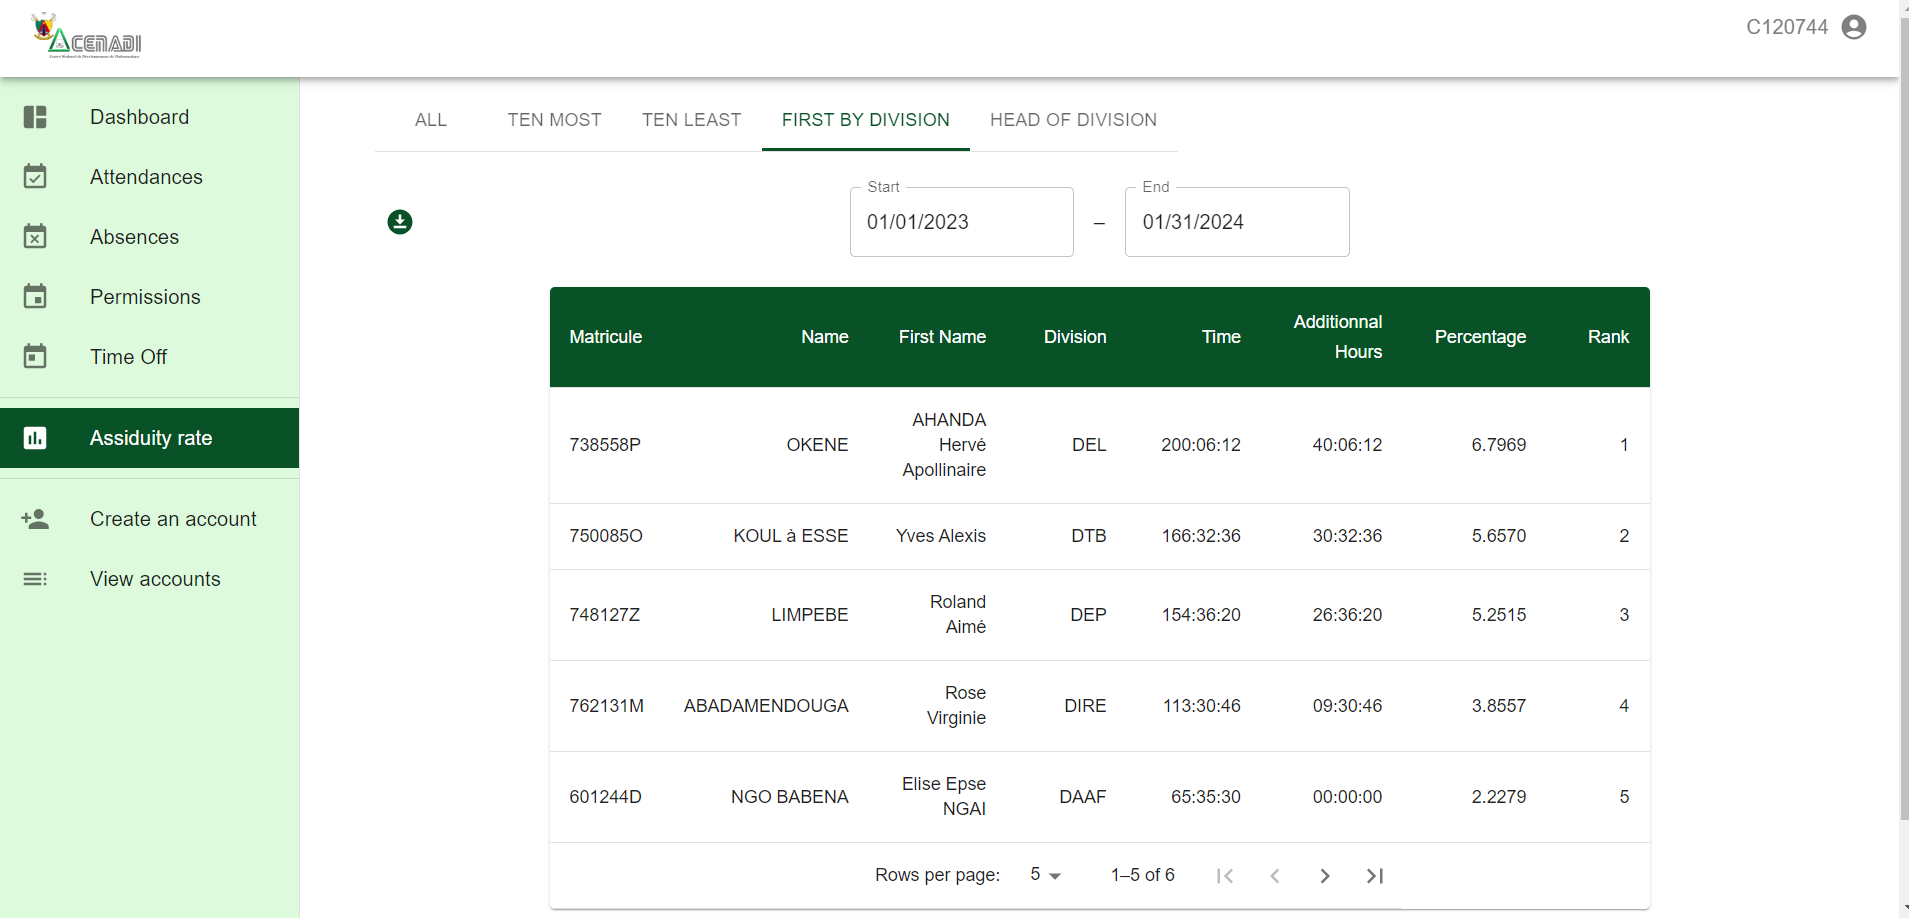 CENADI
Centre National de Développement de l'Informatique
C120744
Dashboard
Attendances
Absences
Permissions
Time Off
Assiduity rate
Create an account
View accounts
ALL TEN MOST TEN LEAST FIRST BY DIVISION HEAD OF DIVISION
Start
01/01/2023
–
End
01/31/2024
Matricule Name First Name Division Time Additionnal Hours Percentage Rank
738558P OKENE AHANDA Hervé Apollinaire DEL 200:06:12 40:06:12 6.7969 1
750085O KOUL à ESSE Yves Alexis DTB 166:32:36 30:32:36 5.6570 2
748127Z LIMPEBE Roland Aimé DEP 154:36:20 26:36:20 5.2515 3
762131M ABADAMENDOUGA Rose Virginie DIRE 113:30:46 09:30:46 3.8557 4
601244D NGO BABENA Elise Epse NGAI DAAF 65:35:30 00:00:00 2.2279 5
Rows per page: 5 1–5 of 6